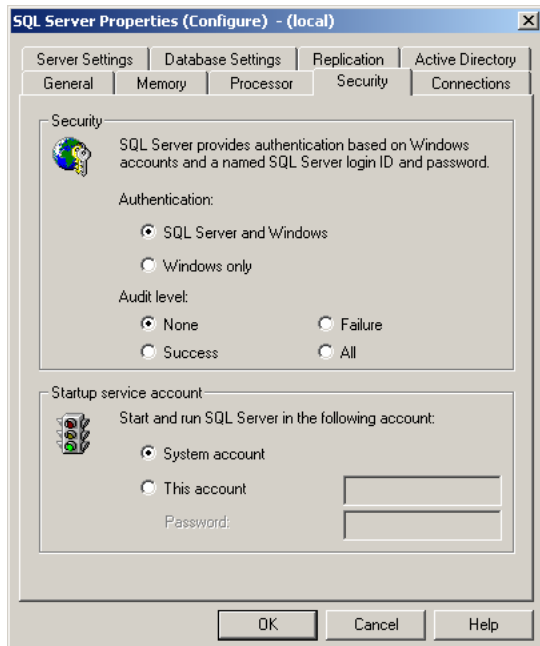 SQL Server Properties (Configure) - (local)
Server Settings Database Settings Replication Active Directory
General Memory Processor Security Connections
Security
SQL Server provides authentication based on Windows
accounts and a named SQL Server login ID and password.
Authentication:
SQL Server and Windows
Windows only
Audit level:
None Failure
Success All
Startup service account
Start and run SQL Server in the following account:
System account
This account
Password:
OK Cancel Help